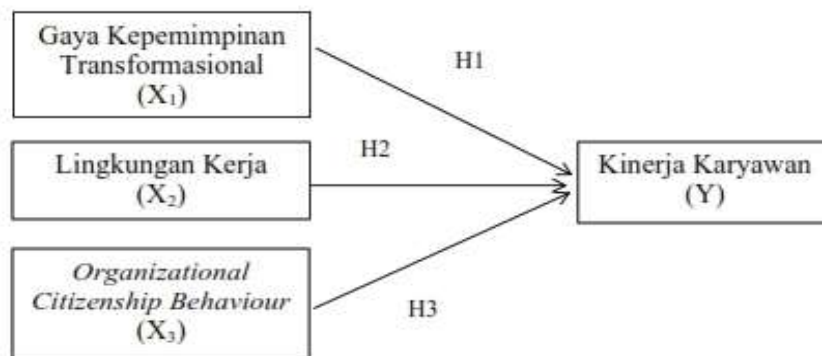 Gaya Kepemimpinan
Transformasional
(X₁)
H1
Lingkungan Kerja
(X₂)
H2
Kinerja Karyawan
(Y)
Organizational
Citizenship Behaviour
(X₃)
H3